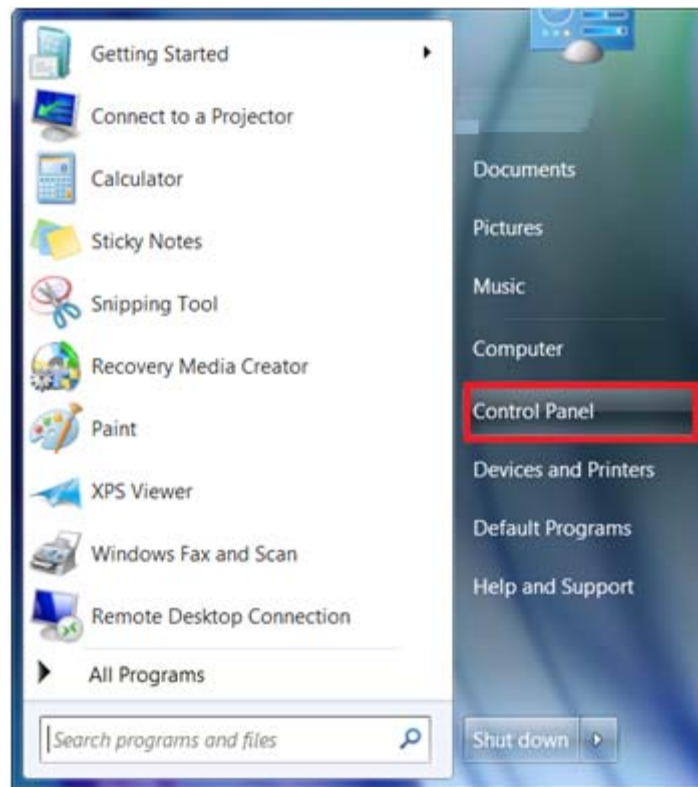 Getting Started
Connect to a Projector
Calculator
Sticky Notes
Snipping Tool
Recovery Media Creator
Paint
XPS Viewer
Windows Fax and Scan
Remote Desktop Connection
All Programs
Search programs and files
Documents
Pictures
Music
Computer
Control Panel
Devices and Printers
Default Programs
Help and Support
Shut down